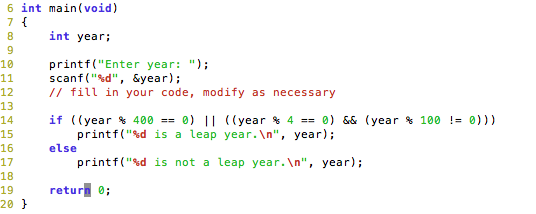 6 int main(void)
7 {
8     int year;
9
10     printf("Enter year: ");
11     scanf("%d", &year);
12     // fill in your code, modify as necessary
13
14     if ((year % 400 == 0) || ((year % 4 == 0) && (year % 100 != 0)))
15         printf("%d is a leap year.\n", year);
16     else
17         printf("%d is not a leap year.\n", year);
18
19     return 0;
20 }